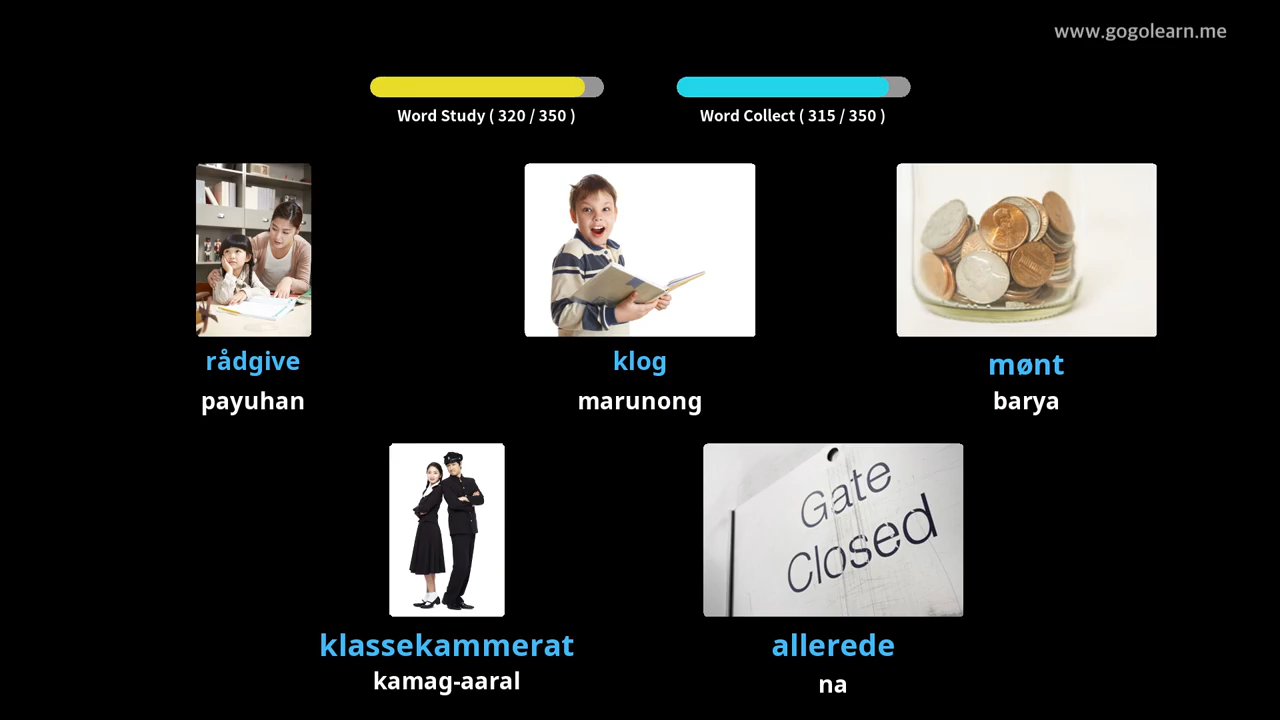 www.gogolearn.me
Word Study ( 320 / 350 )
Word Collect ( 315 / 350 )
rådgive
payuhan
klog
marunong
mønt
barya
Gate
Closed
klassekammerat
kamag-aaral
allerede
na